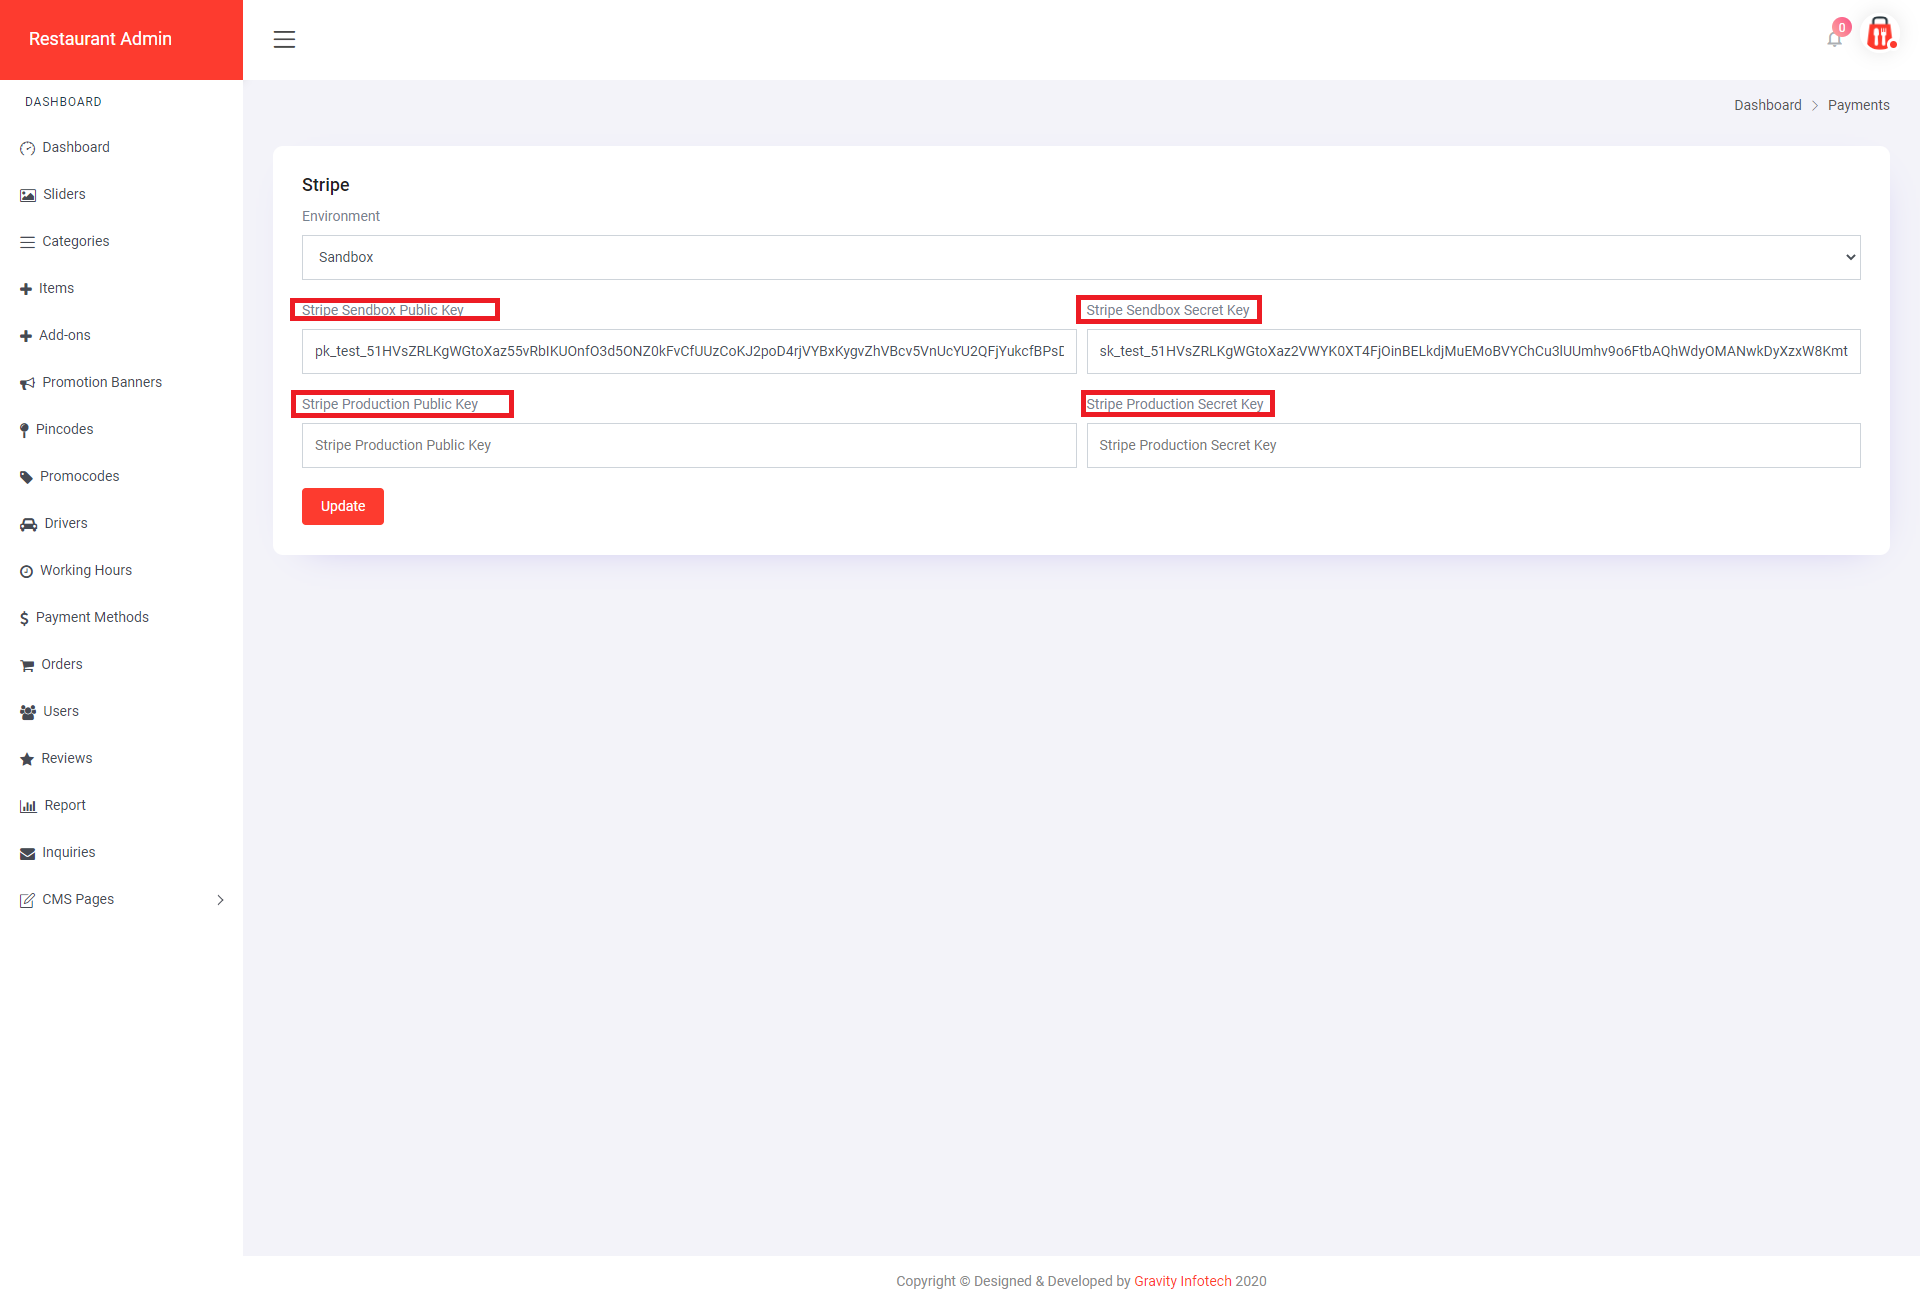 Restaurant Admin
0
DASHBOARD
Dashboard > Payments
Dashboard
Sliders
Categories
Items
Add-ons
Promotion Banners
Pincodes
Promocodes
Drivers
Working Hours
Payment Methods
Orders
Users
Reviews
Report
Inquiries
CMS Pages
Stripe
Environment
Sandbox
Stripe Sendbox Public Key
Stripe Sendbox Secret Key
Stripe Production Public Key
Stripe Production Secret Key
Stripe Production Public Key
Stripe Production Secret Key
Update
Copyright © Designed & Developed by Gravity Infotech 2020